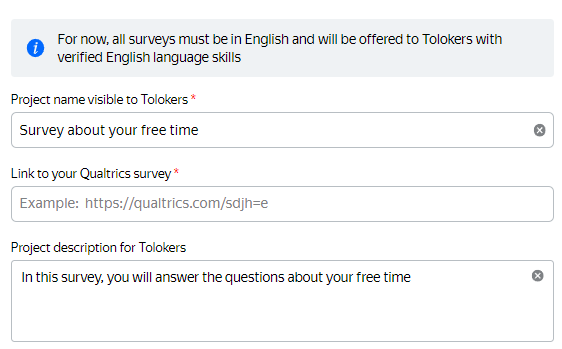 For now, all surveys must be in English and will be offered to Tolokers with
verified English language skills
Project name visible to Tolokers *
Survey about your free time
Link to your Qualtrics survey *
Example: https://qualtrics.com/sdjh=e
Project description for Tolokers
In this survey, you will answer the questions about your free time